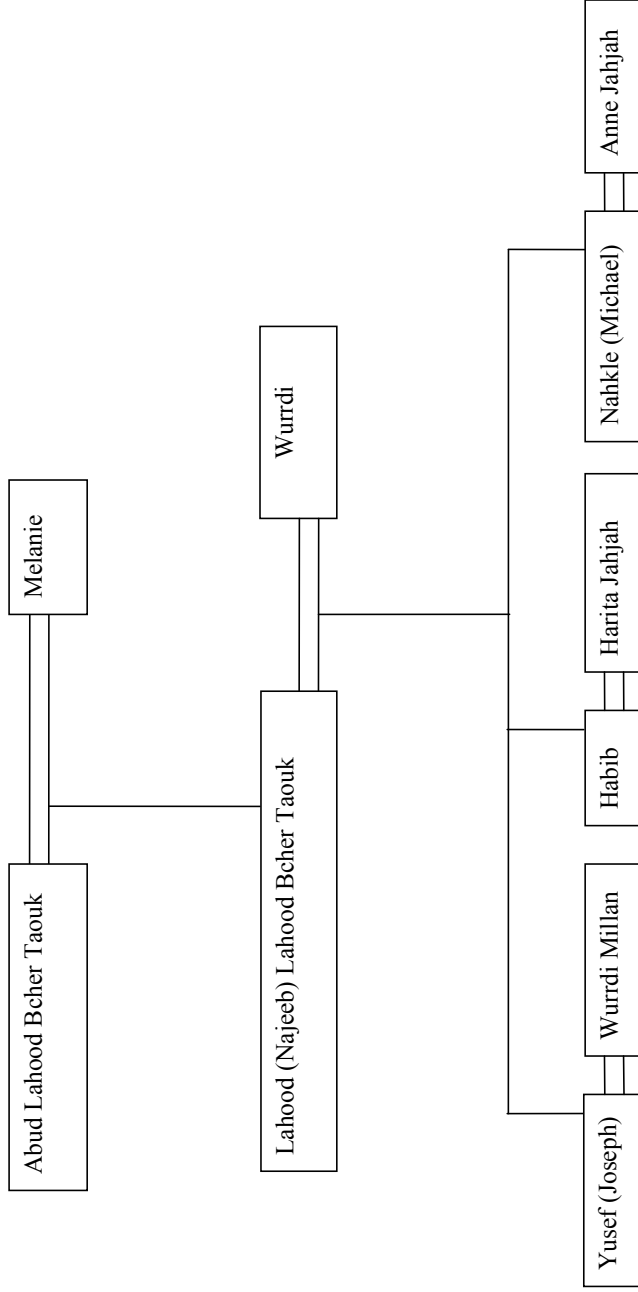 Abud Lahood Bcher Taouk
Melanie
Lahood (Najeeb) Lahood Bcher Taouk
Wurrdi
Yusef (Joseph)
Wurrdi Millan
Habib
Harita Jahjah
Nahkle (Michael)
Anne Jahjah